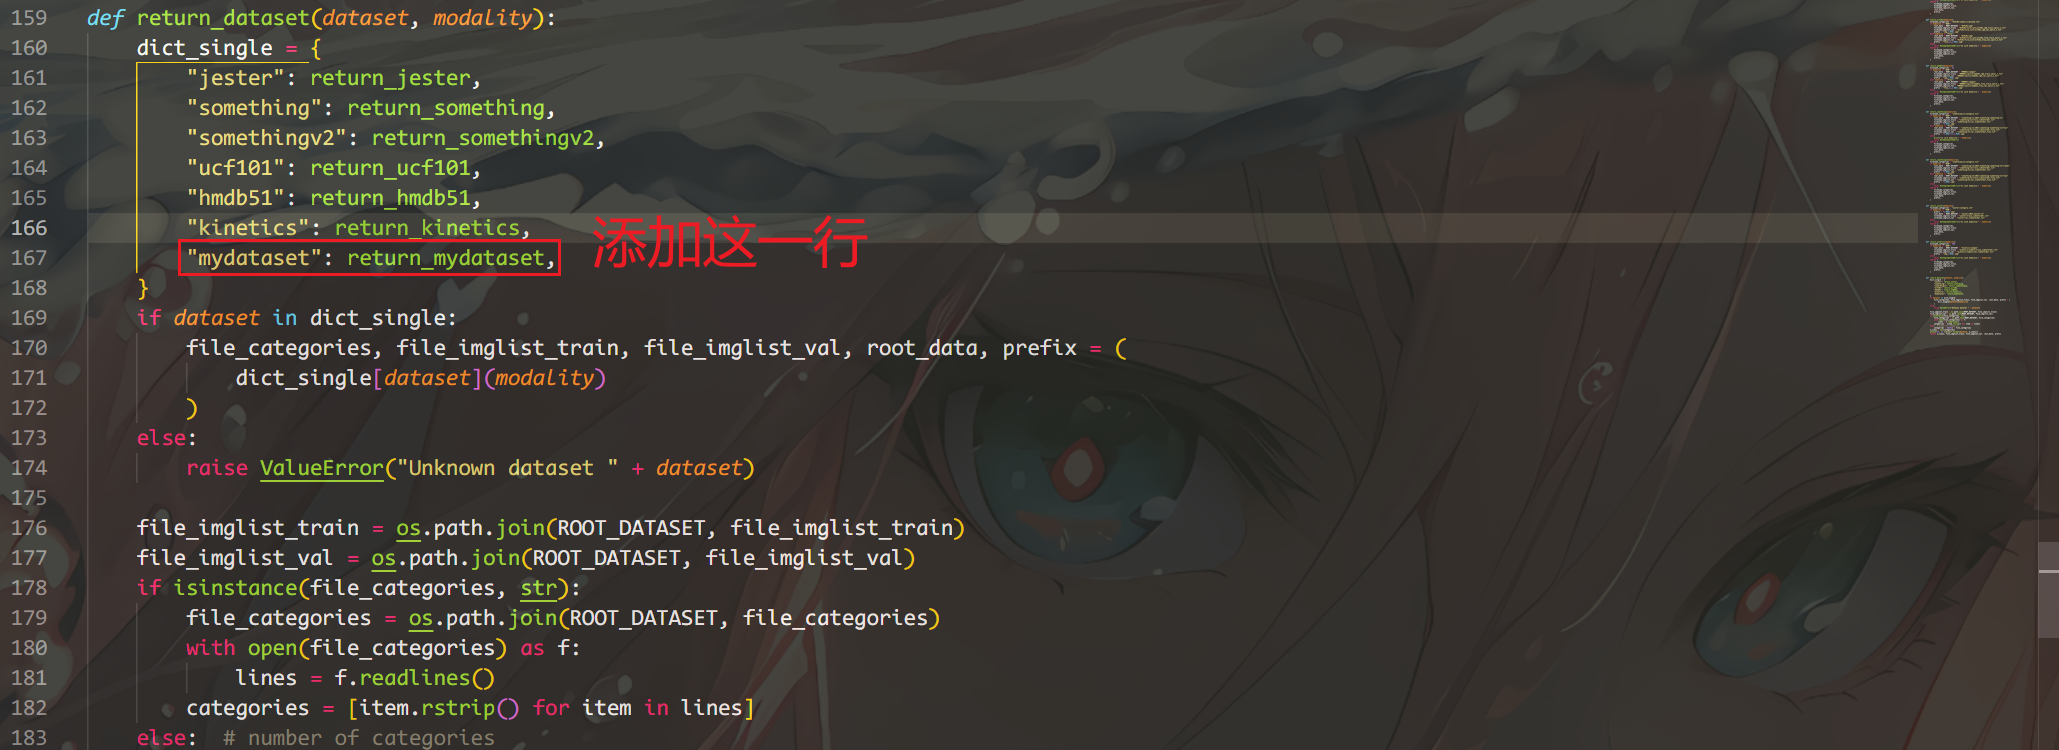 159 def return_dataset(dataset, modality):
160 dict_single = {
161 "jester": return_jester,
162 "something": return_something,
163 "somethingv2": return_somethingv2,
164 "ucf101": return_ucf101,
165 "hmdb51": return_hmdb51,
166 "kinetics": return_kinetics,
167 "mydataset": return_mydataset, 添加这一行
168 }
169 if dataset in dict_single:
170 file_categories, file_imglist_train, file_imglist_val, root_data, prefix = (
171 dict_single[dataset](modality)
172 )
173 else:
174 raise ValueError("Unknown dataset " + dataset)
175
176 file_imglist_train = os.path.join(ROOT_DATASET, file_imglist_train)
177 file_imglist_val = os.path.join(ROOT_DATASET, file_imglist_val)
178 if isinstance(file_categories, str):
179 file_categories = os.path.join(ROOT_DATASET, file_categories)
180 with open(file_categories) as f:
181 lines = f.readlines()
182 categories = [item.rstrip() for item in lines]
183 else: # number of categories